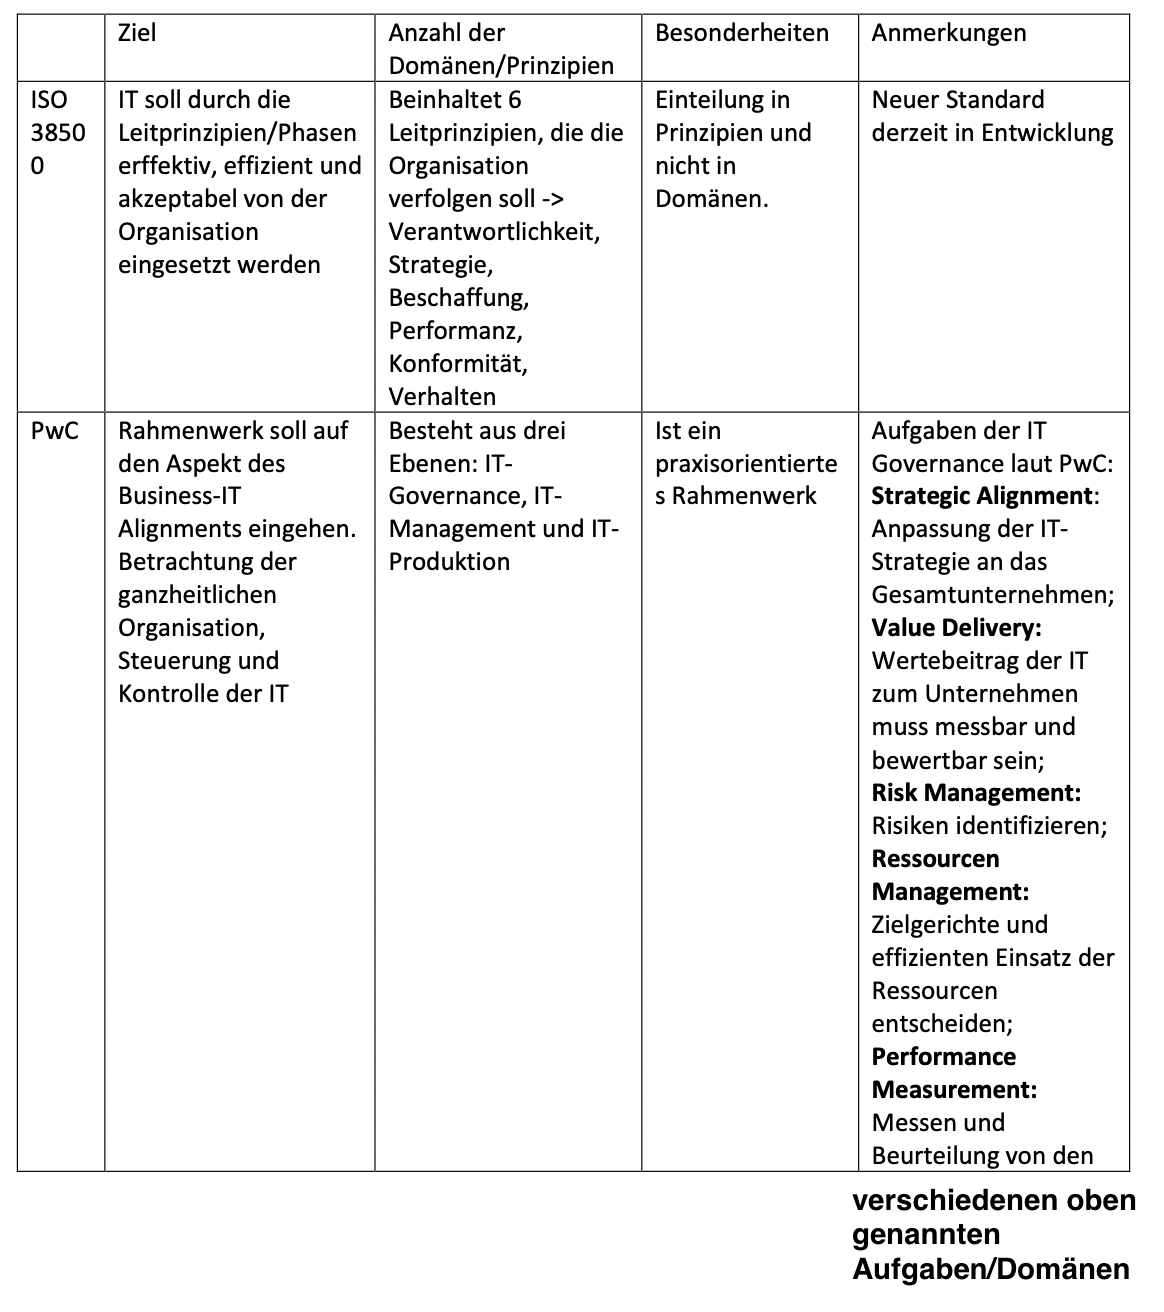 Ziel
Anzahl der
Domänen/Prinzipien
Besonderheiten
Anmerkungen
ISO
3850
0
IT soll durch die
Leitprinzipien/Phasen
erffektiv, effizient und
akzeptabel von der
Organisation
eingesetzt werden
Beinhaltet 6
Leitprinzipien, die die
Organisation
verfolgen soll ->
Verantwortlichkeit,
Strategie,
Beschaffung,
Performanz,
Konformität,
Verhalten
Einteilung in
Prinzipien und
nicht in
Domänen.
Neuer Standard
derzeit in Entwicklung
PwC
Rahmenwerk soll auf
den Aspekt des
Business-IT
Alignments eingehen.
Betrachtung der
ganzheitlichen
Organisation,
Steuerung und
Kontrolle der IT
Besteht aus drei
Ebenen: IT-
Governance, IT-
Management und IT-
Produktion
Ist ein
praxisorientierte
s Rahmenwerk
Aufgaben der IT
Governance laut PwC:
Strategic Alignment:
Anpassung der IT-
Strategie an das
Gesamtunternehmen;
Value Delivery:
Wertebeitrag der IT
zum Unternehmen
muss messbar und
bewertbar sein;
Risk Management:
Risiken identifizieren;
Ressourcen
Management:
Zielgerichte und
effizienten Einsatz der
Ressourcen
entscheiden;
Performance
Measurement:
Messen und
Beurteilung von den
verschiedenen oben
genannten
Aufgaben/Domänen